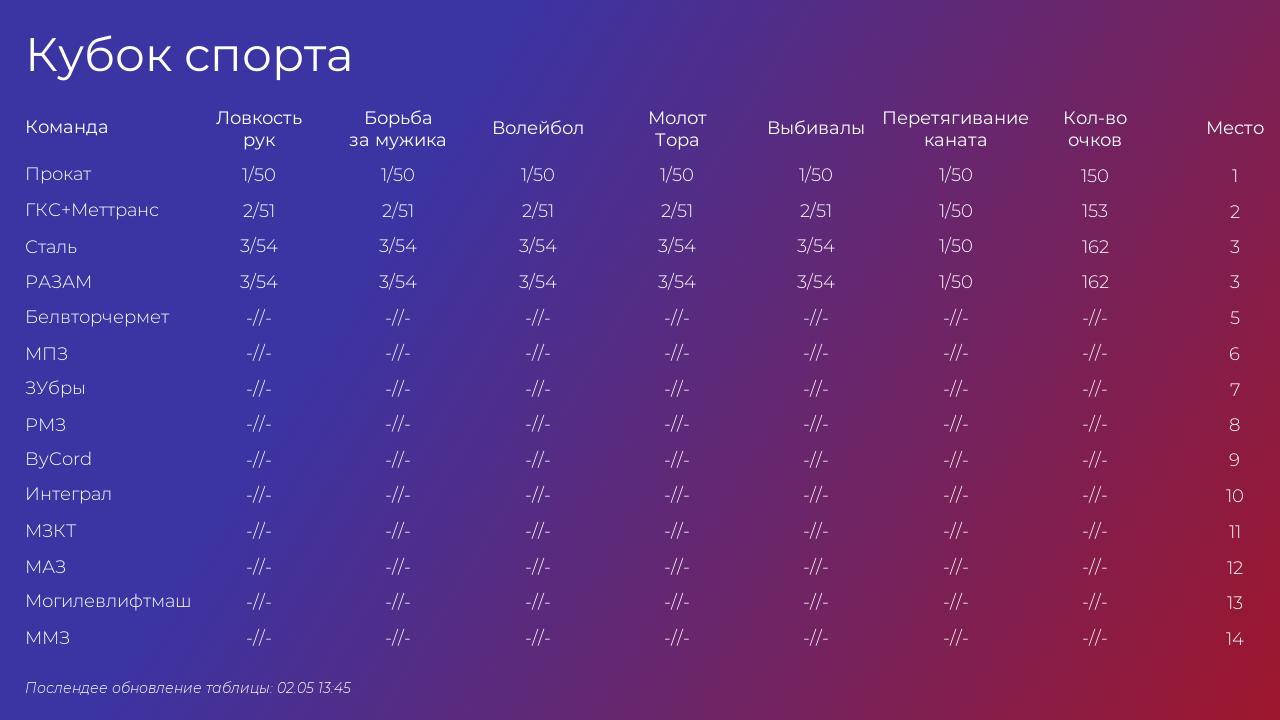 Кубок спорта
Команда Ловкость рук Борьба за мужика Волейбол Молот Тора Выбивалы Перетягивание каната Кол-во очков Место
Прокат 1/50 1/50 1/50 1/50 1/50 1/50 150 1
ГКС+Меттранс 2/51 2/51 2/51 2/51 2/51 1/50 153 2
Сталь 3/54 3/54 3/54 3/54 3/54 1/50 162 3
РАЗАМ 3/54 3/54 3/54 3/54 3/54 1/50 162 3
Белвторчермет -//- -//- -//- -//- -//- -//- -//- 5
МПЗ -//- -//- -//- -//- -//- -//- -//- 6
ЗУбры -//- -//- -//- -//- -//- -//- -//- 7
РМЗ -//- -//- -//- -//- -//- -//- -//- 8
ByCord -//- -//- -//- -//- -//- -//- -//- 9
Интеграл -//- -//- -//- -//- -//- -//- -//- 10
МЗКТ -//- -//- -//- -//- -//- -//- -//- 11
МАЗ -//- -//- -//- -//- -//- -//- -//- 12
Могилевлифтмаш -//- -//- -//- -//- -//- -//- -//- 13
ММЗ -//- -//- -//- -//- -//- -//- -//- 14
Послендее обновление таблицы: 02.05 13:45